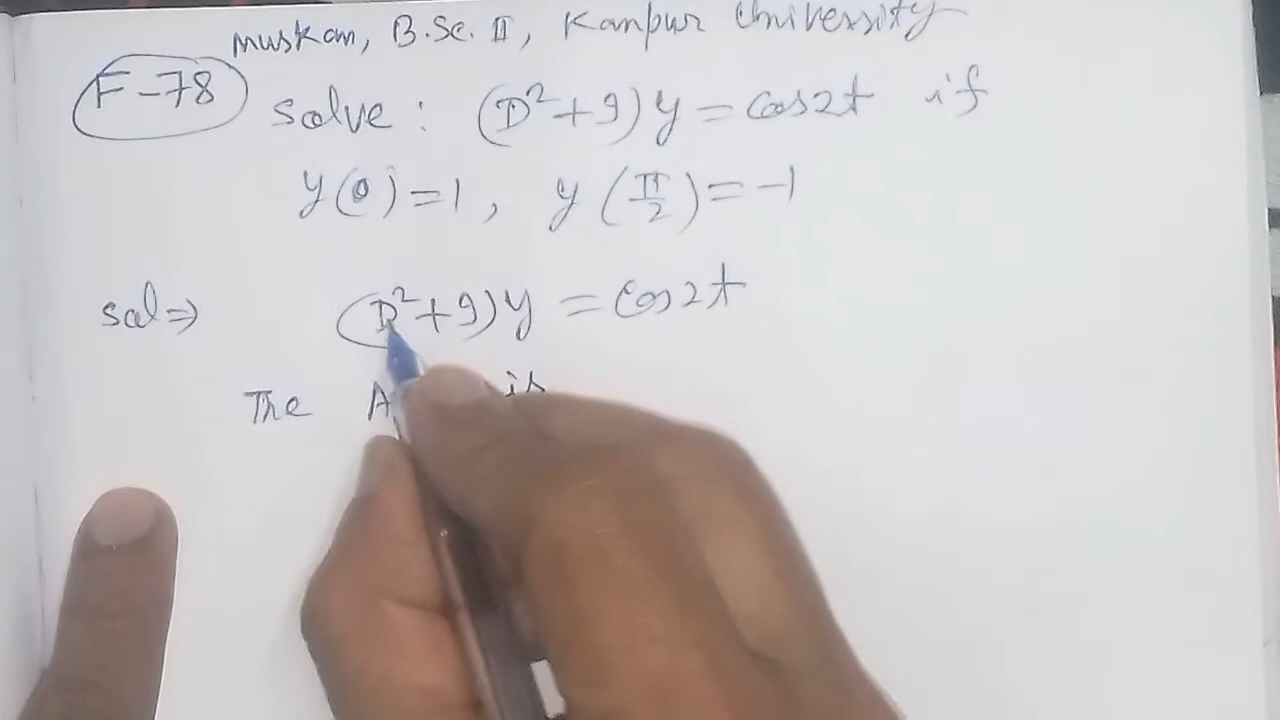 Muskan, B.Sc. II, Kanpur University
F-78 Solve : (D²+9)y = cos2t if
y(0)=1, y(π/2)=-1
Sol⇒ (D²+9)y = cos2t
The A is